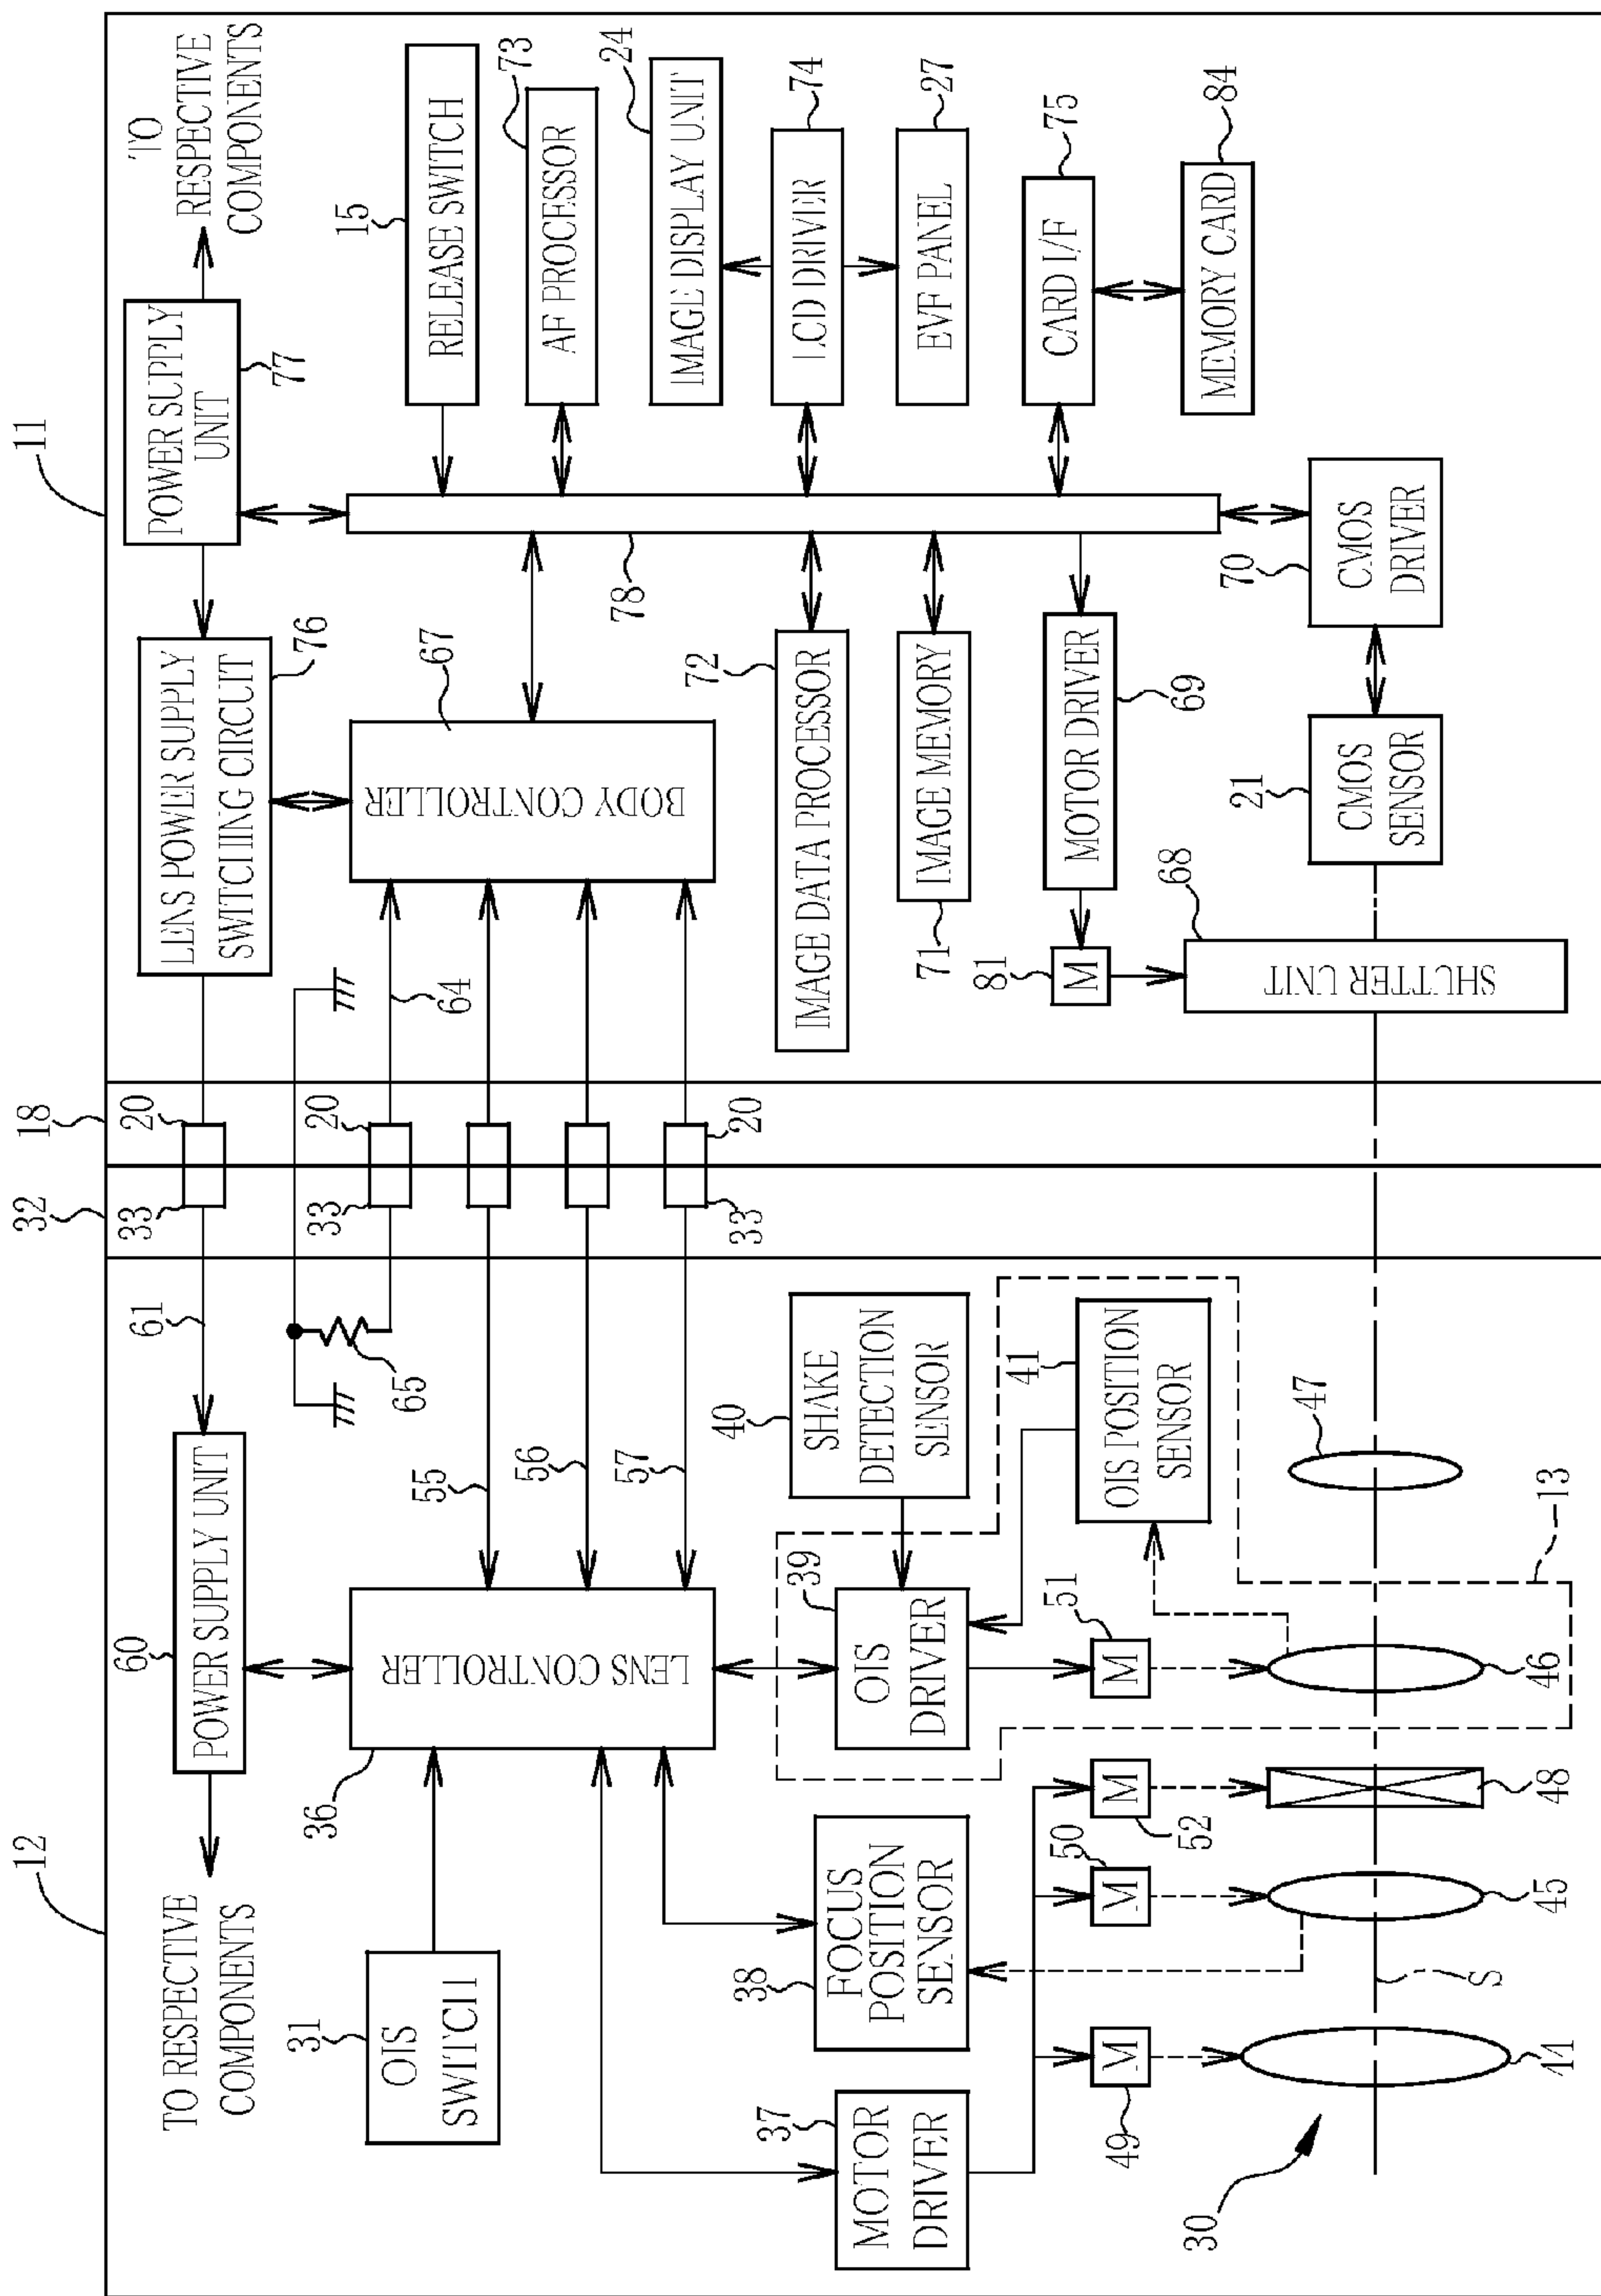 12
32
18
11
TO RESPECTIVE
COMPONENTS
60
POWER SUPPLY UNIT
61
33
20
LENS POWER SUPPLY
SWITCHING CIRCUIT
76
POWER SUPPLY
UNIT
77
TO
RESPECTIVE
COMPONENTS
31
OIS
SWITCH
36
LENS CONTROLLER
65
33
20
64
55
56
57
33
20
BODY CONTROLLER
67
78
15
RELEASE SWITCH
73
AF PROCESSOR
24
IMAGE DISPLAY UNIT
74
LCD DRIVER
27
EVF PANEL
75
CARD I/F
84
MEMORY CARD
72
IMAGE DATA PROCESSOR
71
IMAGE MEMORY
37
MOTOR
DRIVER
38
FOCUS
POSITION
SENSOR
39
OIS
DRIVER
40
SHAKE
DETECTION
SENSOR
41
OIS POSITION
SENSOR
49
M
50
M
52
M
51
M
81
M
MOTOR DRIVER
69
68
SHUTTER UNIT
21
CMOS
SENSOR
70
CMOS
DRIVER
30
44
S
45
48
46
13
47